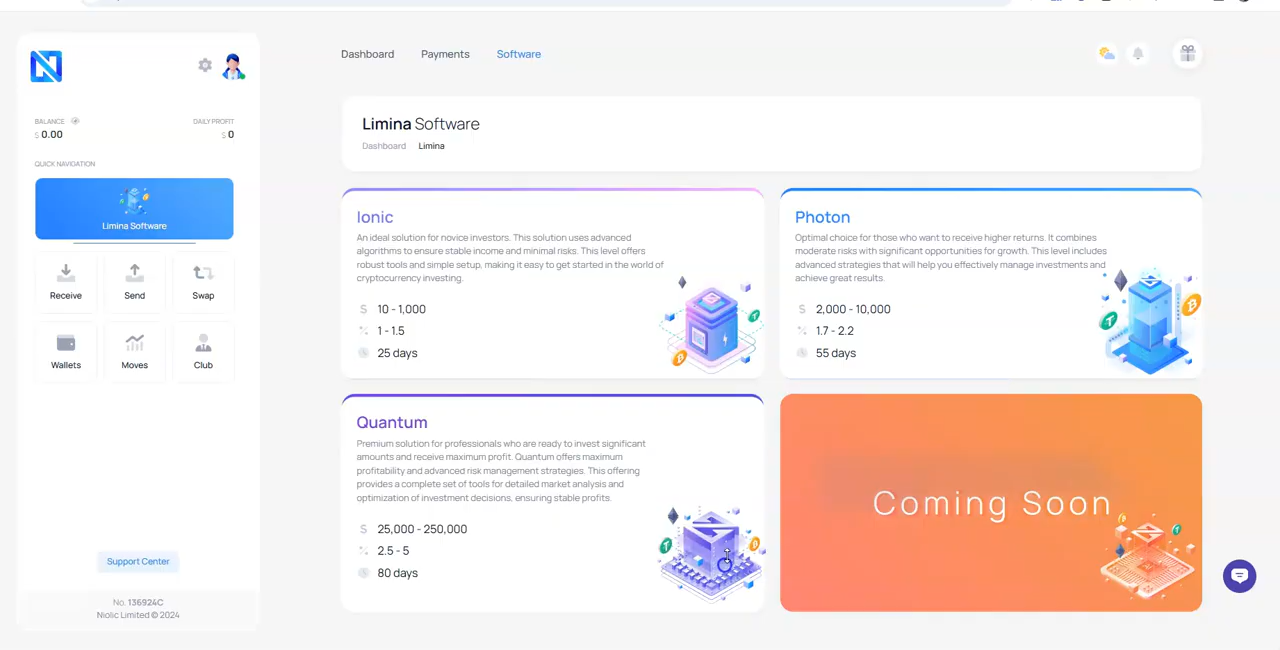 Dashboard
Payments
Software
BALANCE
DAILY PROFIT
$ 0.00
$ 0
QUICK NAVIGATION
Limina Software
Receive
Send
Swap
Wallets
Moves
Club
Support Center
No. 136924C
Niolic Limited © 2024
Limina Software
Dashboard
Limina
Ionic
An ideal solution for novice investors. This solution uses advanced
algorithms to ensure stable income and minimal risks. This level offers
robust tools and simple setup, making it easy to get started in the world of
cryptocurrency investing.
$ 10 - 1,000
% 1 - 1.5
25 days
Photon
Optimal choice for those who want to receive higher returns. It combines
moderate risks with significant opportunities for growth. This level includes
advanced strategies that will help you effectively manage investments and
achieve great results.
$ 2,000 - 10,000
% 1.7 - 2.2
55 days
Quantum
Premium solution for professionals who are ready to invest significant
amounts and receive maximum profit. Quantum offers maximum
profitability and advanced risk management strategies. This offering
provides a complete set of tools for detailed market analysis and
optimization of investment decisions, ensuring stable profits.
$ 25,000 - 250,000
% 2.5 - 5
80 days
Coming Soon